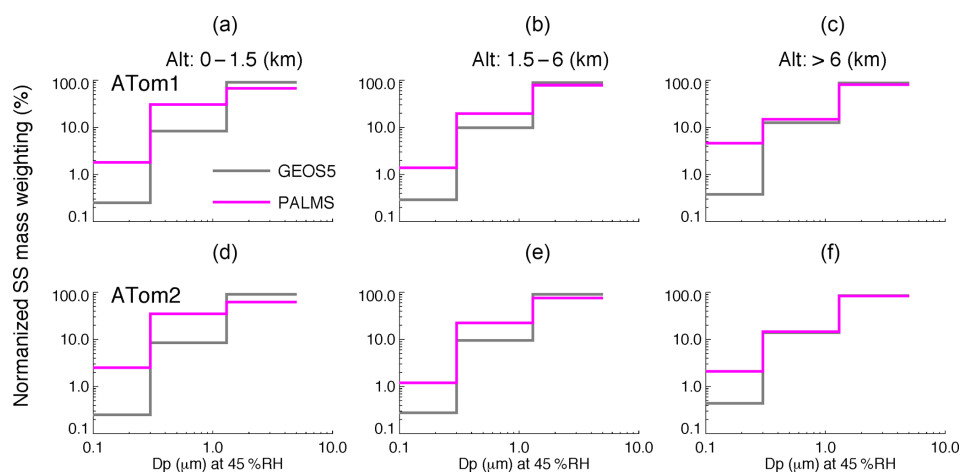 (a) (b) (c)
Alt: 0–1.5 (km) Alt: 1.5–6 (km) Alt: > 6 (km)
Normanized SS mass weighting (%)
100.0 ATom1 100.0 100.0
10.0 10.0 10.0
1.0 1.0 1.0
GEOS5
PALMS
0.1 0.1 0.1
(d) (e) (f)
100.0 ATom2 100.0 100.0
10.0 10.0 10.0
1.0 1.0 1.0
0.1 0.1 0.1
0.1 1.0 10.0 0.1 1.0 10.0 0.1 1.0 10.0
Dp (μm) at 45 %RH Dp (μm) at 45 %RH Dp (μm) at 45 %RH